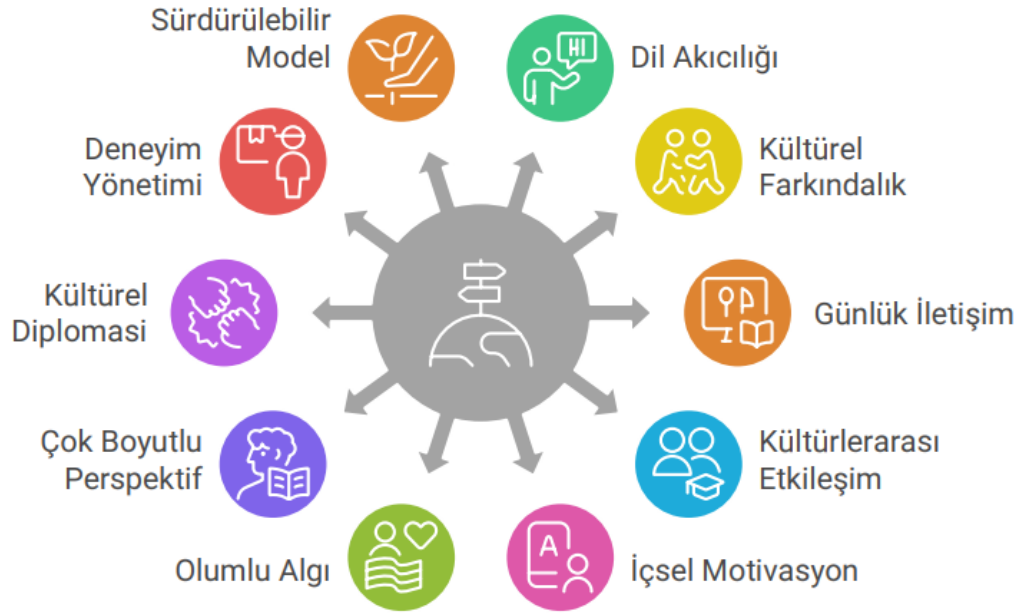 Sürdürülebilir
Model
Dil Akıcılığı
Deneyim
Yönetimi
Kültürel
Farkındalık
Kültürel
Diplomasi
Günlük İletişim
Çok Boyutlu
Perspektif
Kültürlerarası
Etkileşim
Olumlu Algı
İçsel Motivasyon
HI
A